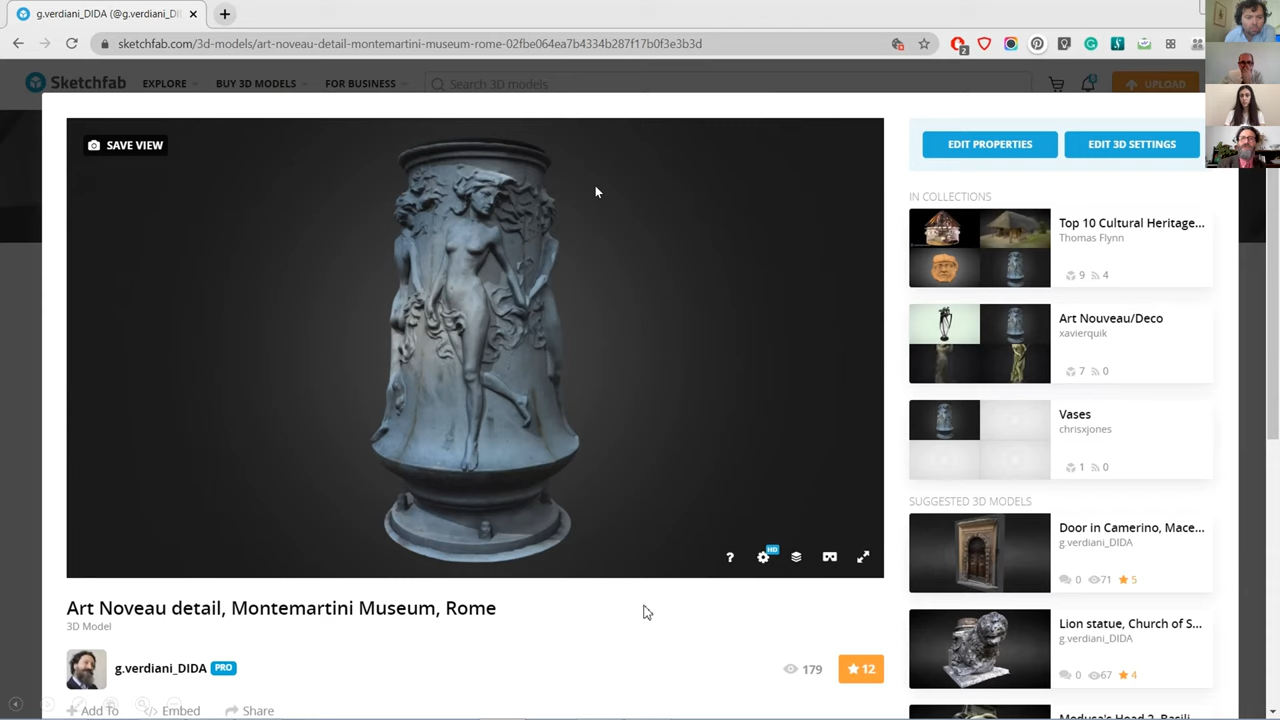 g.verdiani_DIDA (@g.verdiani_Di
sketchfab.com/3d-models/art-noveau-detail-montemartini-museum-rome-02fbe064ea7b4334b287f17b0f3e3b3d
2
Sketchfab
EXPLORE
BUY 3D MODELS
FOR BUSINESS
Search 3D models
UPLOAD
SAVE VIEW
EDIT PROPERTIES
EDIT 3D SETTINGS
IN COLLECTIONS
Top 10 Cultural Heritage...
Thomas Flynn
9
4
Art Nouveau/Deco
xavierquik
7
0
Vases
chrisxjones
1
0
SUGGESTED 3D MODELS
Door in Camerino, Mace...
g.verdiani_DIDA
0
71
5
Lion statue, Church of S...
g.verdiani_DIDA
0
67
4
?
HD
Art Noveau detail, Montemartini Museum, Rome
3D Model
g.verdiani_DIDA PRO
179
12
Add To
Embed
Share